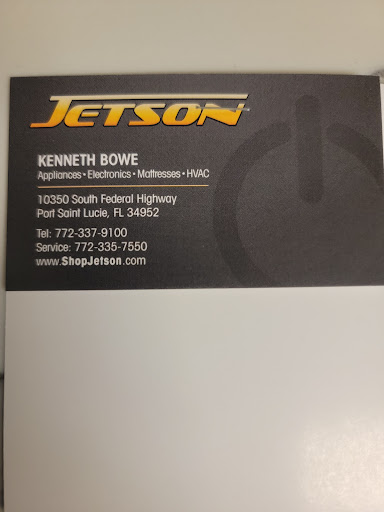 JETSON
KENNETH BOWE
Appliances • Electronics • Mattresses • HVAC
10350 South Federal Highway
Port Saint Lucie, FL 34952
Tel: 772-337-9100
Service: 772-335-7550
www.ShopJetson.com